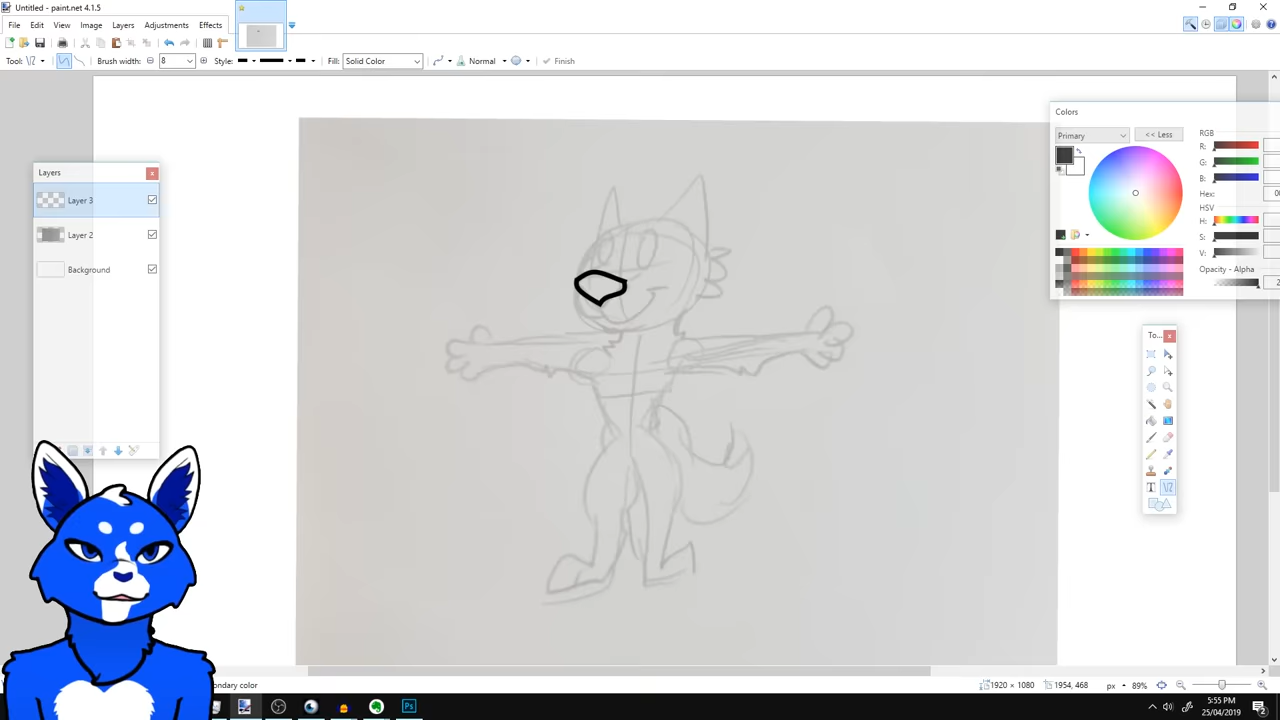 Untitled - paint.net 4.1.5
File Edit View Image Layers Adjustments Effects
Tool: Brush width: 8 Style: Fill: Solid Color Normal Finish
Layers
Layer 3
Layer 2
Background
Colors
Primary << Less
RGB
R:
G:
B:
Hex:
HSV
H:
S:
V:
Opacity - Alpha
To...
ondary color
1920 × 1080 1954, 468 px 89%
5:55 PM
25/04/2019